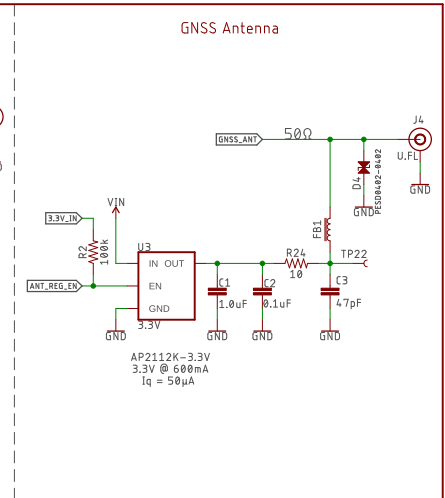 GNSS Antenna
J4
GNSS_ANT
50Ω
U.FL
D4
PESD0402-0402
GND
GND
VIN
3.3V_IN
FB1
R2
100k
U3
R24
TP22
IN OUT
10
ANT_REG_EN
EN
C1
C2
C3
GND
1.0uF
0.1uF
47pF
3.3V
GND
GND
GND
GND
AP2112K-3.3V
3.3V @ 600mA
Iq = 50µA